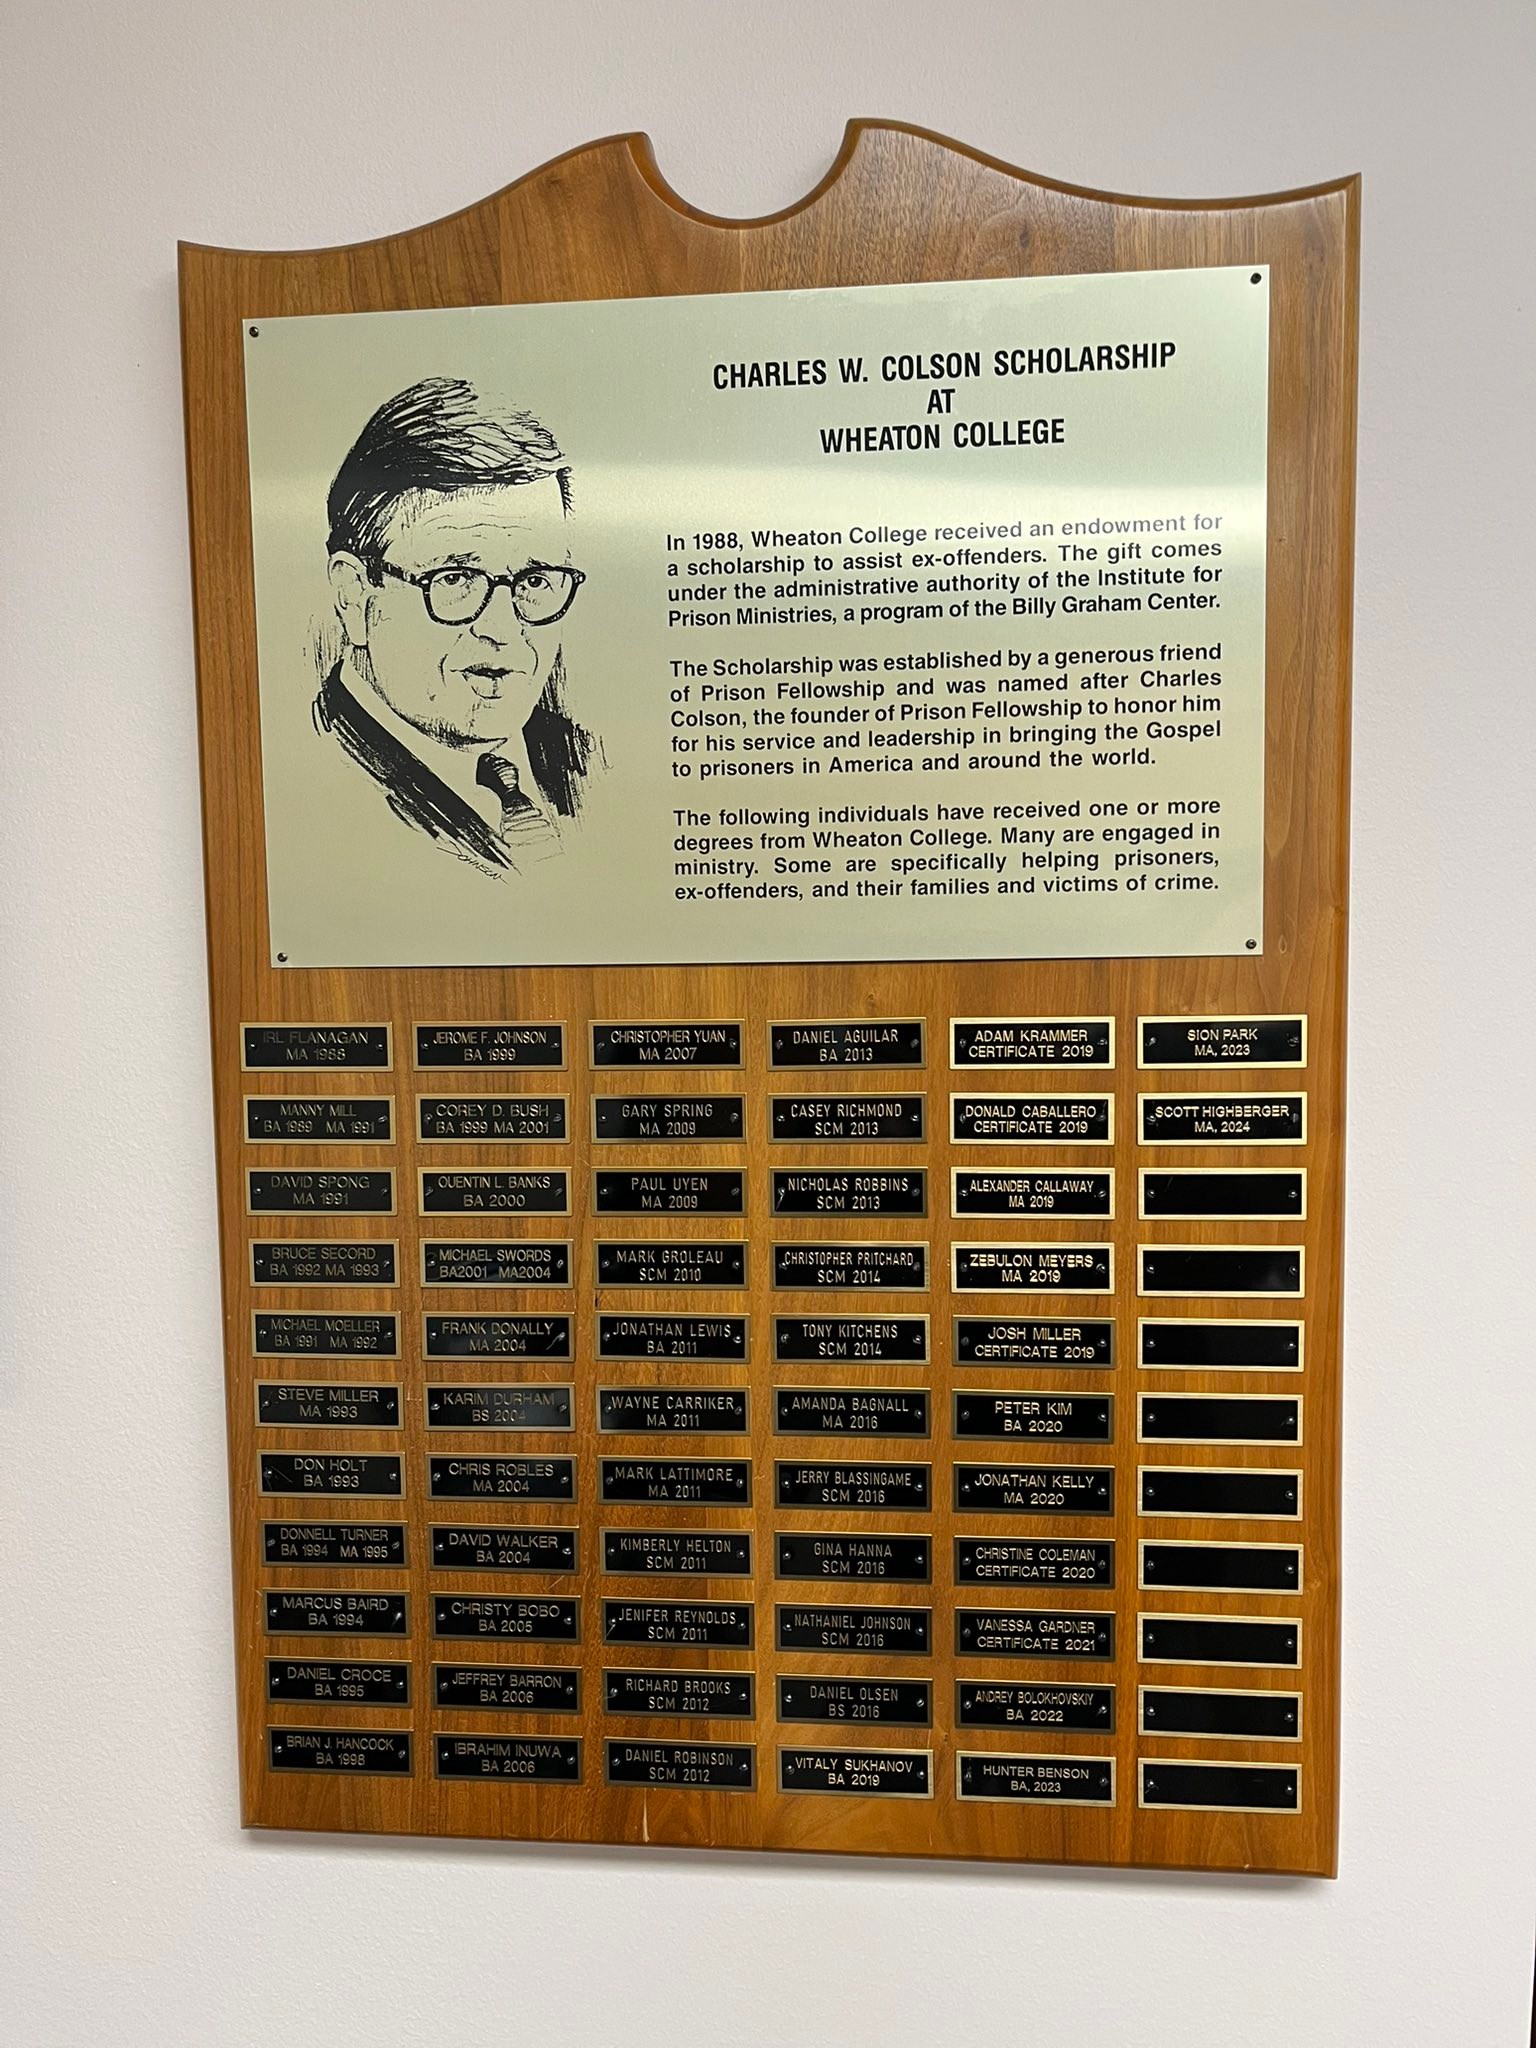 CHARLES W. COLSON SCHOLARSHIP
AT
WHEATON COLLEGE
In 1988, Wheaton College received an endowment for
a scholarship to assist ex-offenders. The gift comes
under the administrative authority of the Institute for
Prison Ministries, a program of the Billy Graham Center.
The Scholarship was established by a generous friend
of Prison Fellowship and was named after Charles
Colson, the founder of Prison Fellowship to honor him
for his service and leadership in bringing the Gospel
to prisoners in America and around the world.
The following individuals have received one or more
degrees from Wheaton College. Many are engaged in
ministry. Some are specifically helping prisoners,
ex-offenders, and their families and victims of crime.
JOHNSON
IRL FLANAGAN
MA 1988
MANNY MILL
BA 1989 MA 1991
DAVID SPONG
MA 1991
BRUCE SECORD
BA 1992 MA 1993
MICHAEL MOELLER
BA 1991 MA 1992
STEVE MILLER
MA 1993
DON HOLT
BA 1993
DONNELL TURNER
BA 1994 MA 1995
MARCUS BAIRD
BA 1994
DANIEL CROCE
BA 1995
BRIAN J. HANCOCK
BA 1998
JEROME F. JOHNSON
BA 1999
COREY D. BUSH
BA 1999 MA 2001
QUENTIN L. BANKS
BA 2000
MICHAEL SWORDS
BA2001 MA2004
FRANK DONALLY
MA 2004
KARIM DURHAM
BS 2004
CHRIS ROBLES
MA 2004
DAVID WALKER
BA 2004
CHRISTY BOBO
BA 2005
JEFFREY BARRON
BA 2006
IBRAHIM INUWA
BA 2006
CHRISTOPHER YUAN
MA 2007
GARY SPRING
MA 2009
PAUL UYEN
MA 2009
MARK GROLEAU
SCM 2010
JONATHAN LEWIS
BA 2011
WAYNE CARRIKER
MA 2011
MARK LATTIMORE
MA 2011
KIMBERLY HELTON
SCM 2011
JENIFER REYNOLDS
SCM 2011
RICHARD BROOKS
SCM 2012
DANIEL ROBINSON
SCM 2012
DANIEL AGUILAR
BA 2013
CASEY RICHMOND
SCM 2013
NICHOLAS ROBBINS
SCM 2013
CHRISTOPHER PRITCHARD
SCM 2014
TONY KITCHENS
SCM 2014
AMANDA BAGNALL
MA 2016
JERRY BLASSINGAME
SCM 2016
GINA HANNA
SCM 2016
NATHANIEL JOHNSON
SCM 2016
DANIEL OLSEN
BS 2016
VITALY SUKHANOV
BA 2019
ADAM KRAMMER
CERTIFICATE 2019
DONALD CABALLERO
CERTIFICATE 2019
ALEXANDER CALLAWAY
MA 2019
ZEBULON MEYERS
MA 2019
JOSH MILLER
CERTIFICATE 2019
PETER KIM
BA 2020
JONATHAN KELLY
MA 2020
CHRISTINE COLEMAN
CERTIFICATE 2020
VANESSA GARDNER
CERTIFICATE 2021
ANDREY BOLOKHOVSKIY
BA 2022
HUNTER BENSON
BA, 2023
SION PARK
MA, 2023
SCOTT HIGHBERGER
MA, 2024